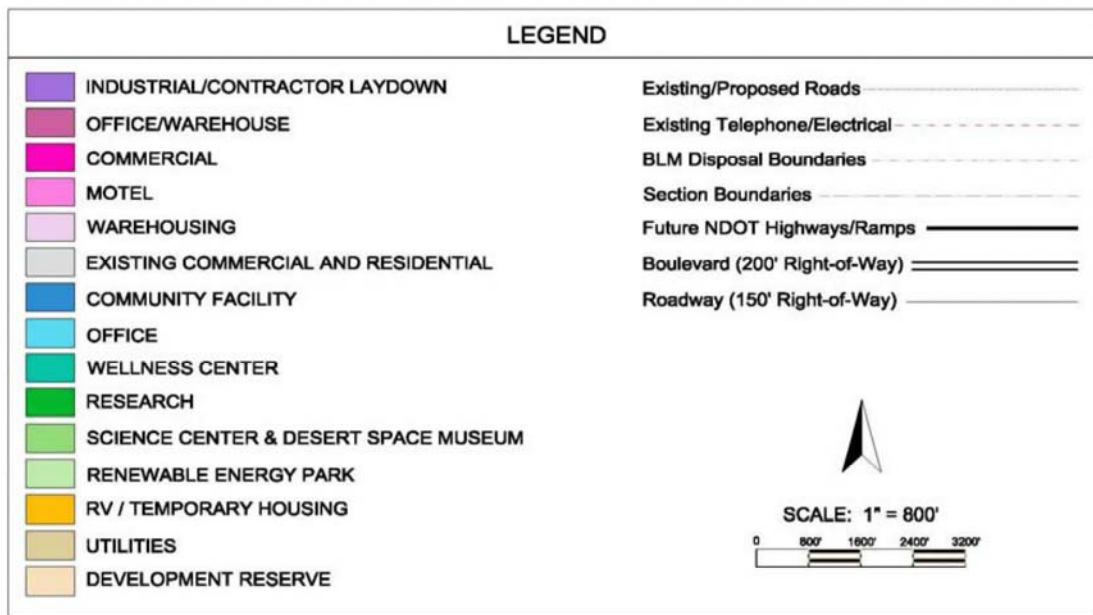 LEGEND
INDUSTRIAL/CONTRACTOR LAYDOWN
OFFICE/WAREHOUSE
COMMERCIAL
MOTEL
WAREHOUSING
EXISTING COMMERCIAL AND RESIDENTIAL
COMMUNITY FACILITY
OFFICE
WELLNESS CENTER
RESEARCH
SCIENCE CENTER & DESERT SPACE MUSEUM
RENEWABLE ENERGY PARK
RV / TEMPORARY HOUSING
UTILITIES
DEVELOPMENT RESERVE
Existing/Proposed Roads
Existing Telephone/Electrical
BLM Disposal Boundaries
Section Boundaries
Future NDOT Highways/Ramps
Boulevard (200' Right-of-Way)
Roadway (150' Right-of-Way)
SCALE: 1" = 800'
0 800' 1600' 2400' 3200'